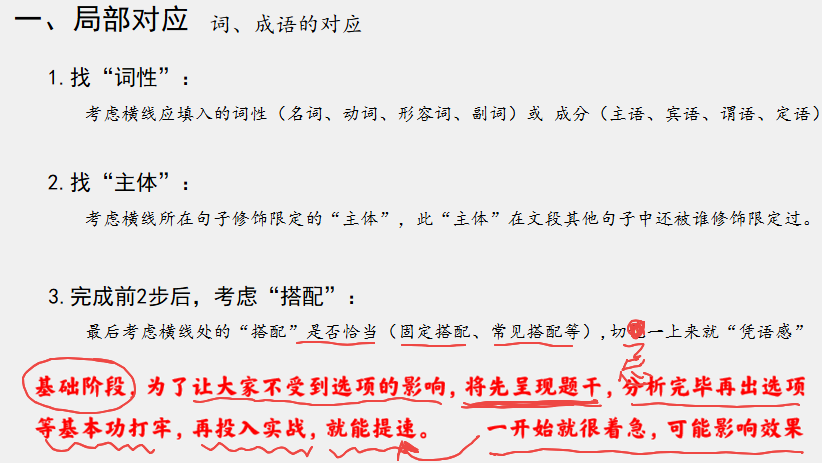 一、局部对应 词、成语的对应
1.找“词性”：
考虑横线应填入的词性（名词、动词、形容词、副词）或 成分（主语、宾语、谓语、定语）
2.找“主体”：
考虑横线所在句子修饰限定的“主体”，此“主体”在文段其他句子中还被谁修饰限定过。
3.完成前2步后，考虑“搭配”：
最后考虑横线处的“搭配”是否恰当（固定搭配、常见搭配等）,切 一上来就“凭语感”
基础阶段，为了让大家不受到选项的影响，将先呈现题干，分析完毕再出选项
等基本功打牢，再投入实战，就能提速。 一开始就很着急，可能影响效果